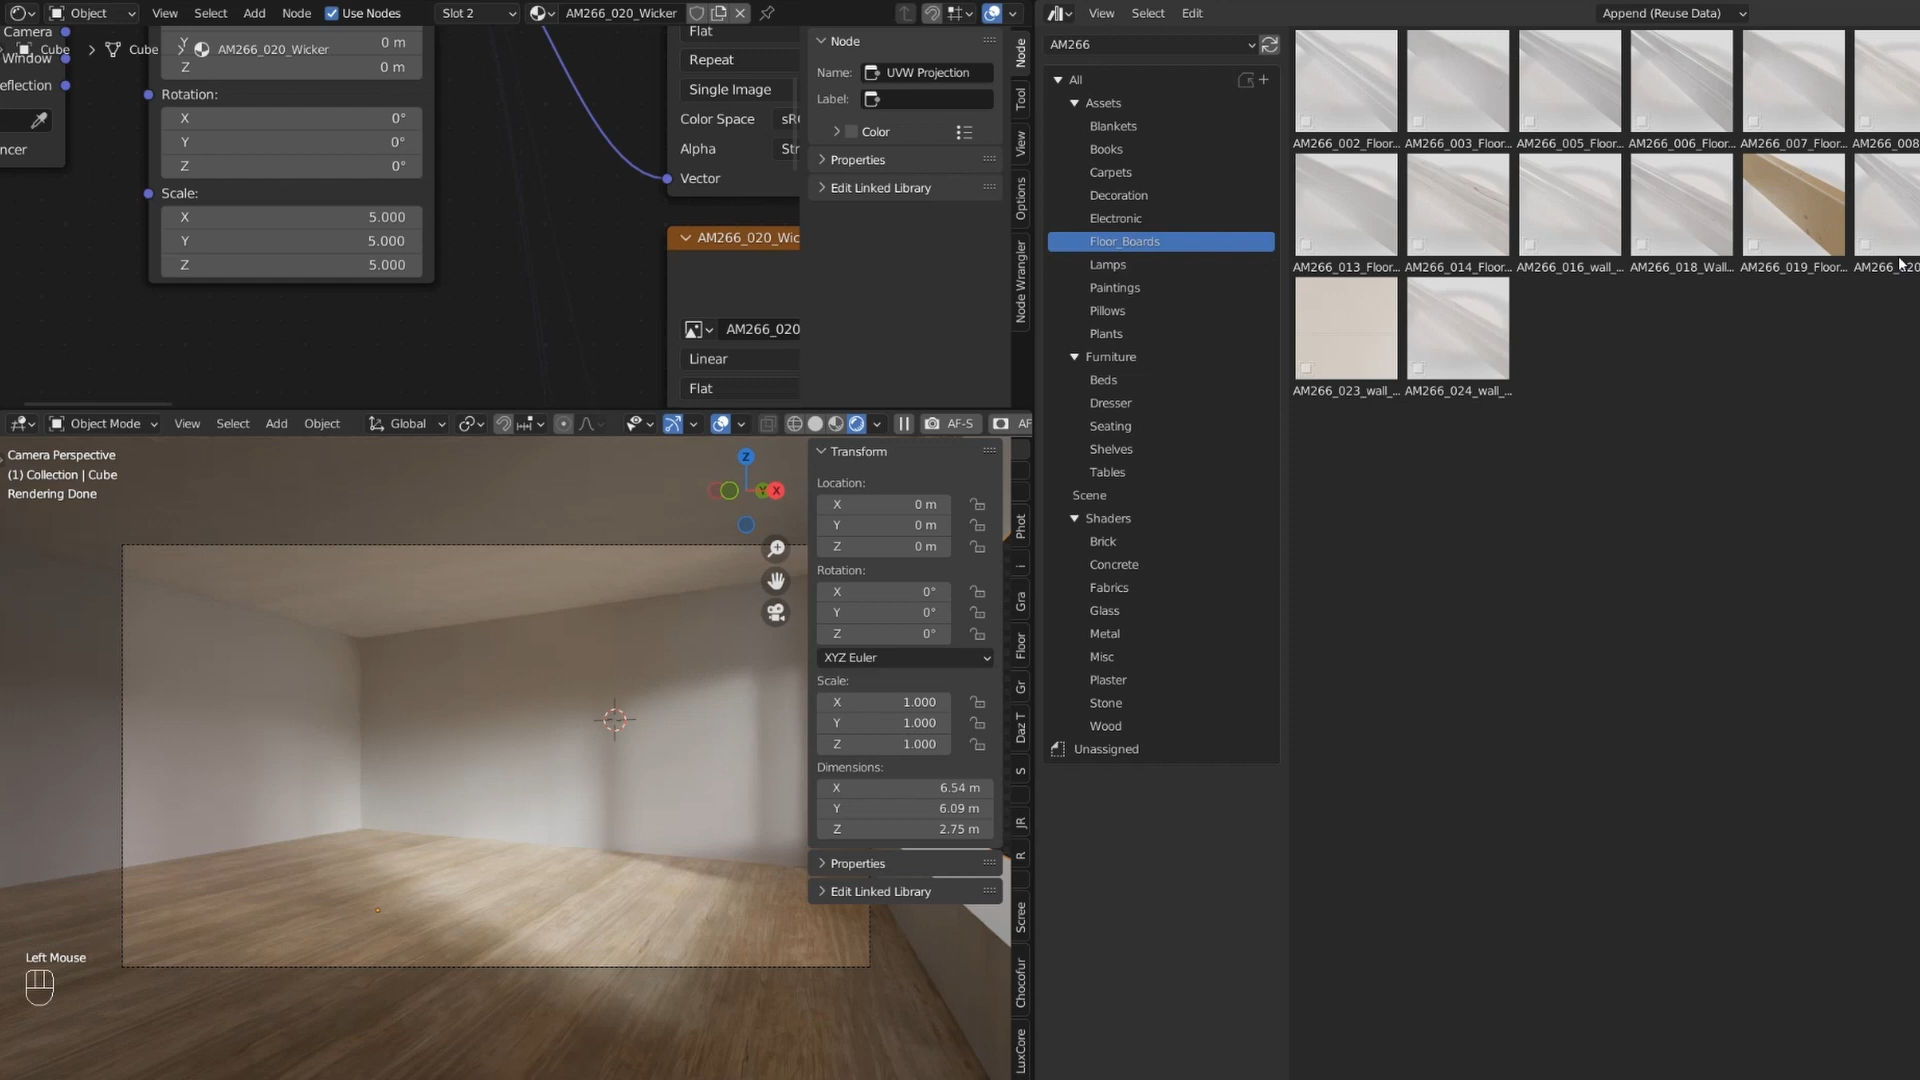 Object View Select Add Node Use Nodes Slot 2 AM266_020_Wicker
Camera
Window
Cube Cube AM266_020_Wicker
Y 0 m
Z 0 m
Rotation:
X 0°
Y 0°
Z 0°
Scale:
X 5.000
Y 5.000
Z 5.000
Flat
Repeat
Single Image
Color Space
Alpha
Vector
AM266_020_Wic
AM266_020
Linear
Flat
Node
Name: UVW Projection
Label:
Color
Properties
Edit Linked Library
Node
Tool
View
Options
Node Wrangler
Object Mode View Select Add Object Global AF-S AF
Camera Perspective
(1) Collection | Cube
Rendering Done
Z
Y X
Transform
Location:
X 0 m
Y 0 m
Z 0 m
Rotation:
X 0°
Y 0°
Z 0°
XYZ Euler
Scale:
X 1.000
Y 1.000
Z 1.000
Dimensions:
X 6.54 m
Y 6.09 m
Z 2.75 m
Properties
Edit Linked Library
Phot
i
Gra
Floor
Gr
Daz T
S
JR
R
Scree
Chocofur
LuxCore
Left Mouse
View Select Edit Append (Reuse Data)
AM266
All
Assets
Blankets
Books
Carpets
Decoration
Electronic
Floor_Boards
Lamps
Paintings
Pillows
Plants
Furniture
Beds
Dresser
Seating
Shelves
Tables
Scene
Shaders
Brick
Concrete
Fabrics
Glass
Metal
Misc
Plaster
Stone
Wood
Unassigned
AM266_002_Floor... AM266_003_Floor... AM266_005_Floor... AM266_006_Floor... AM266_007_Floor... AM266_008
AM266_013_Floor... AM266_014_Floor... AM266_016_wall_... AM266_018_Wall... AM266_019_Floor... AM266_020
AM266_023_wall_... AM266_024_wall_...